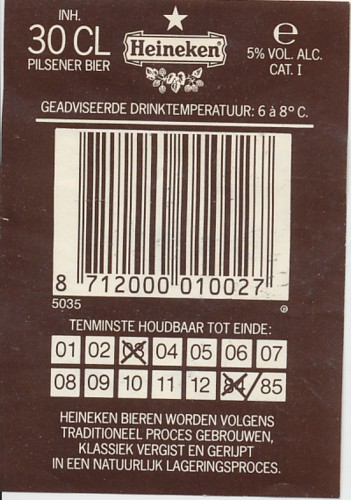 INH.
30 CL
PILSENER BIER
Heineken
e
5% VOL. ALC.
CAT. I
GEADVISEERDE DRINKTEMPERATUUR: 6 à 8° C.
8 712000 010027
5035
TENMINSTE HOUDBAAR TOT EINDE:
01 02 03 04 05 06 07
08 09 10 11 12 84/85
HEINEKEN BIEREN WORDEN VOLGENS
TRADITIONEEL PROCES GEBROUWEN,
KLASSIEK VERGIST EN GERIJPT
IN EEN NATUURLIJK LAGERINGSPROCES.